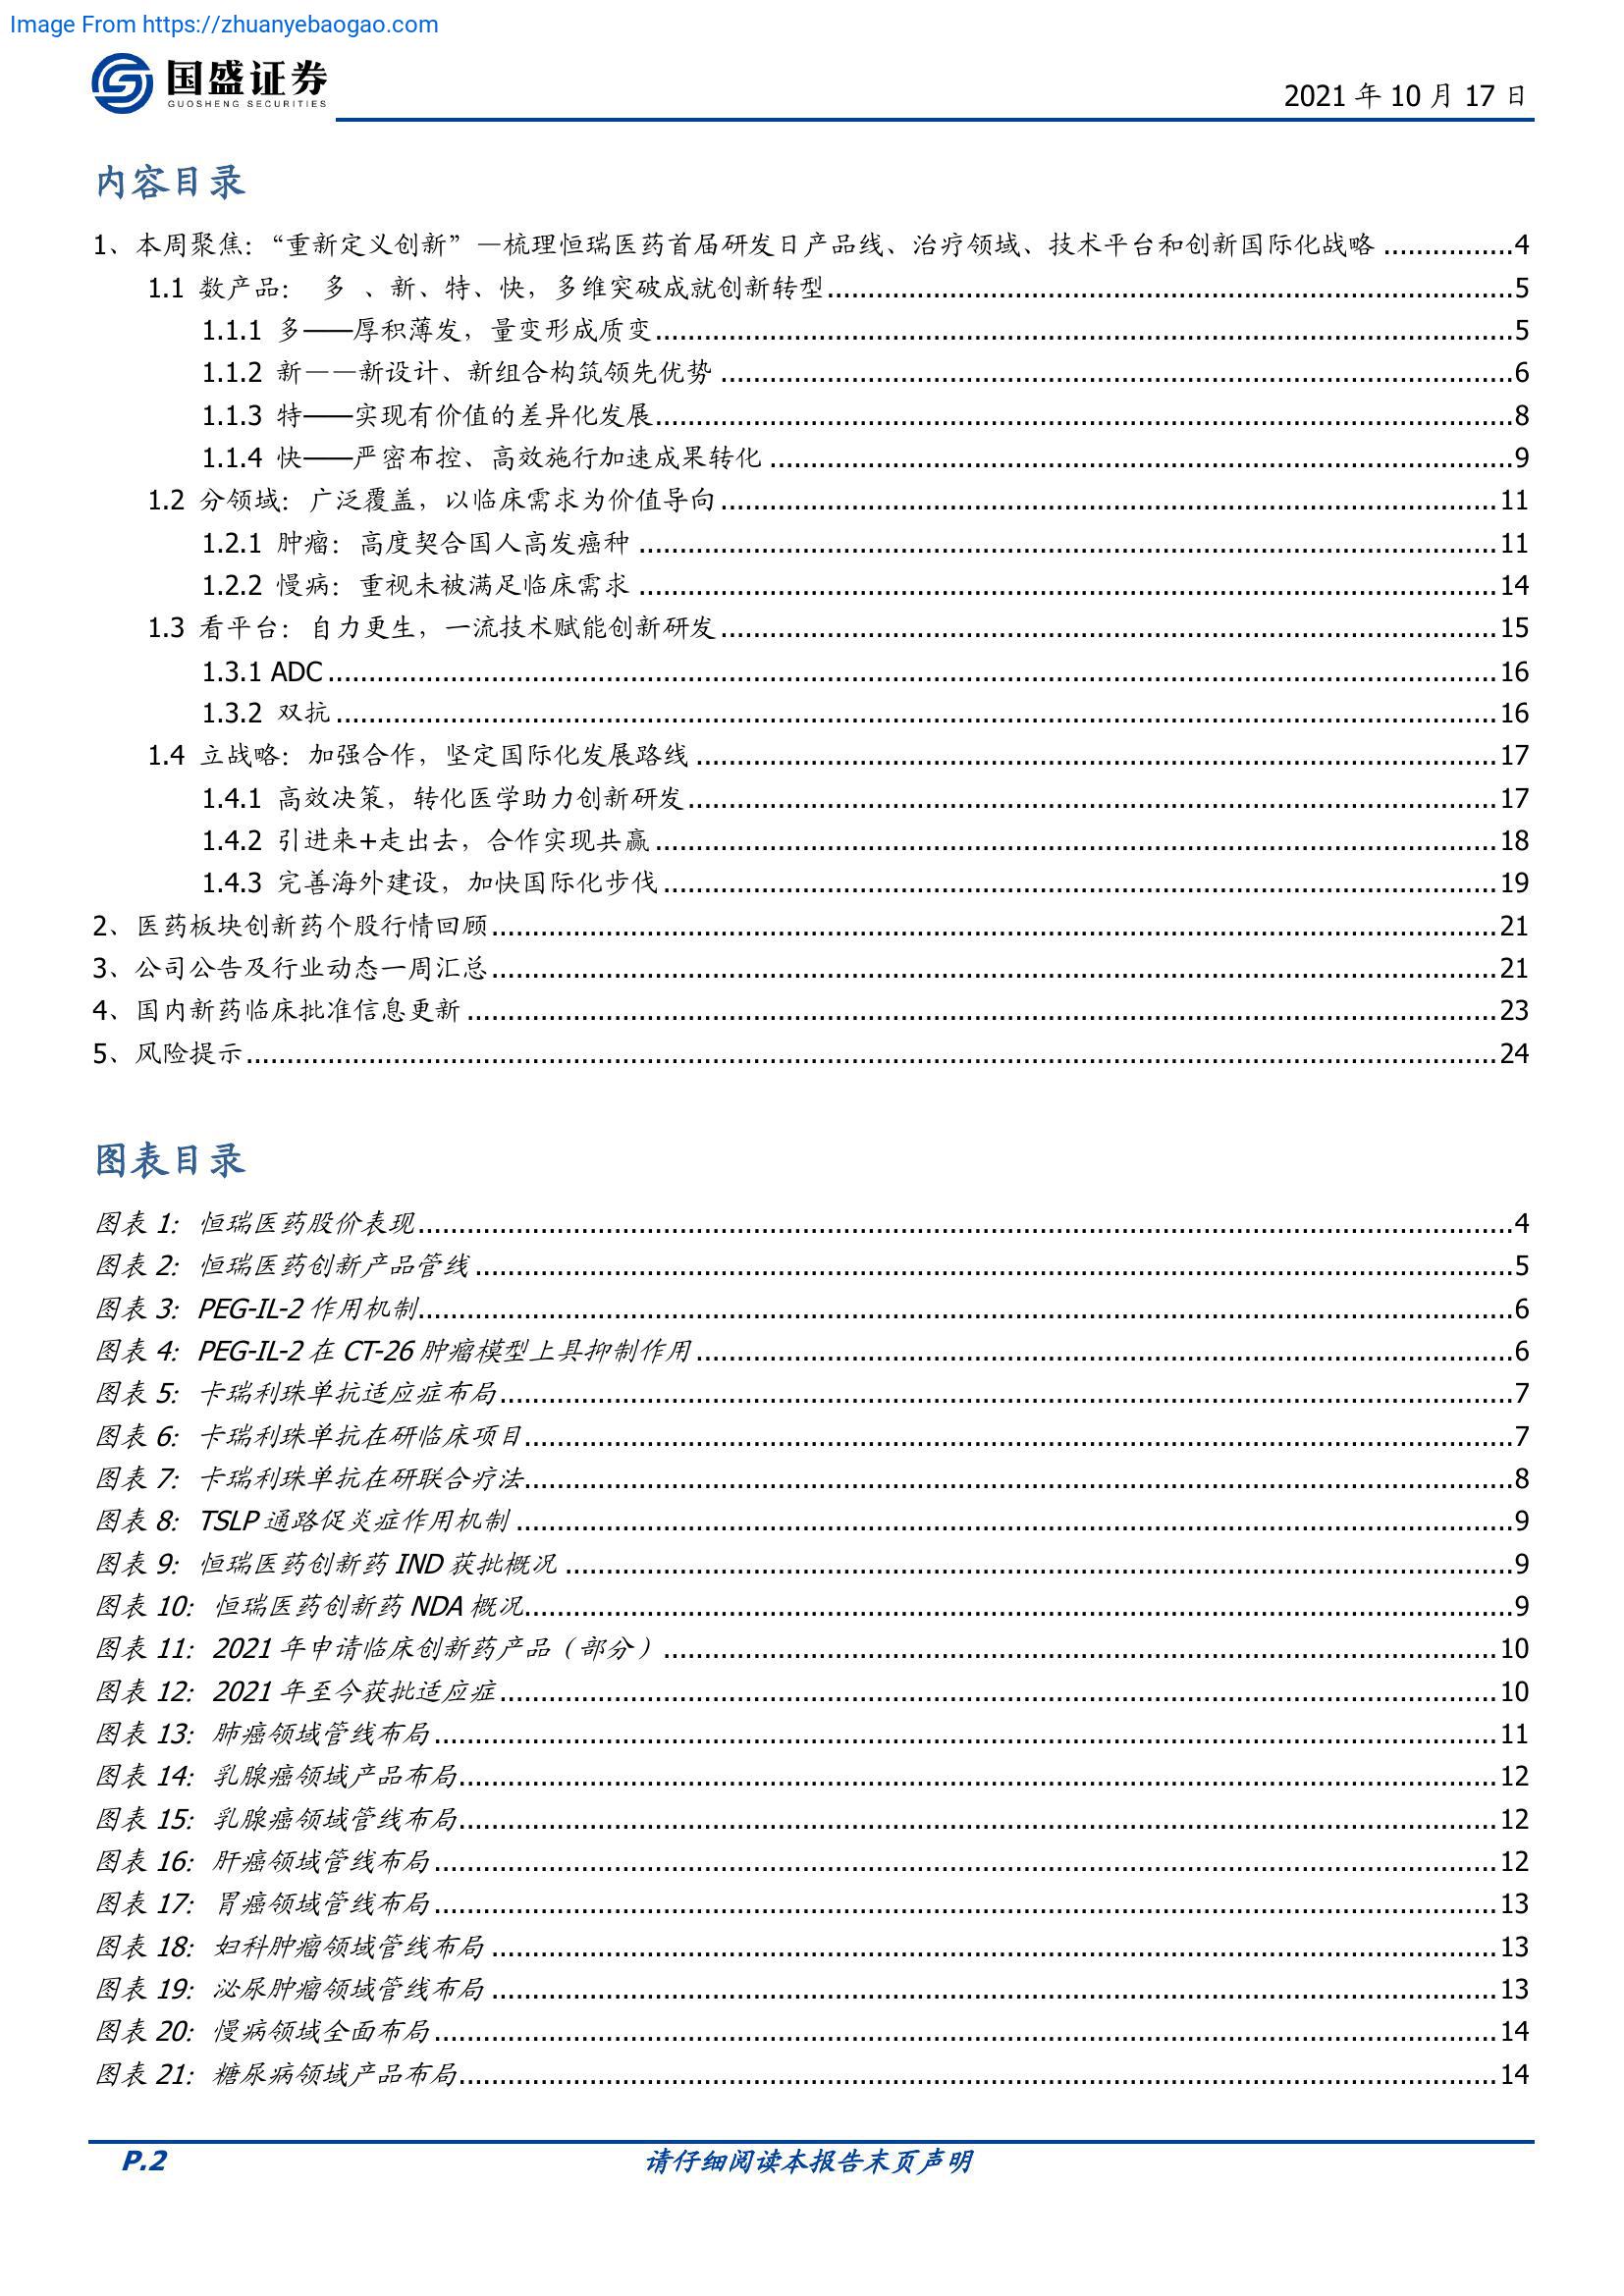 Image From https://zhuanyebaogao.com
国盛证券
GUOSHENG SECURITIES
2021 年 10 月 17 日
内容目录
1、本周聚焦：“重新定义创新”—梳理恒瑞医药首届研发日产品线、治疗领域、技术平台和创新国际化战略................4
1.1 数产品： 多 、新、特、快，多维突破成就创新转型................5
1.1.1 多——厚积薄发，量变形成质变................5
1.1.2 新——新设计、新组合构筑领先优势................6
1.1.3 特——实现有价值的差异化发展................8
1.1.4 快——严密布控、高效施行加速成果转化................9
1.2 分领域：广泛覆盖，以临床需求为价值导向................11
1.2.1 肿瘤：高度契合国人高发癌种................11
1.2.2 慢病：重视未被满足临床需求................14
1.3 看平台：自力更生，一流技术赋能创新研发................15
1.3.1 ADC................16
1.3.2 双抗................16
1.4 立战略：加强合作，坚定国际化发展路线................17
1.4.1 高效决策，转化医学助力创新研发................17
1.4.2 引进来+走出去，合作实现共赢................18
1.4.3 完善海外建设，加快国际化步伐................19
2、医药板块创新药个股行情回顾................21
3、公司公告及行业动态一周汇总................21
4、国内新药临床批准信息更新................23
5、风险提示................24
图表目录
图表 1: 恒瑞医药股价表现................4
图表 2: 恒瑞医药创新产品管线................5
图表 3: PEG-IL-2 作用机制................6
图表 4: PEG-IL-2 在 CT-26 肿瘤模型上具抑制作用................6
图表 5: 卡瑞利珠单抗适应症布局................7
图表 6: 卡瑞利珠单抗在研临床项目................7
图表 7: 卡瑞利珠单抗在研联合疗法................8
图表 8: TSLP 通路促炎症作用机制................9
图表 9: 恒瑞医药创新药 IND 获批概况................9
图表 10: 恒瑞医药创新药 NDA 概况................9
图表 11: 2021 年申请临床创新药产品（部分）................10
图表 12: 2021 年至今获批适应症................10
图表 13: 肺癌领域管线布局................11
图表 14: 乳腺癌领域产品布局................12
图表 15: 乳腺癌领域管线布局................12
图表 16: 肝癌领域管线布局................12
图表 17: 胃癌领域管线布局................13
图表 18: 妇科肿瘤领域管线布局................13
图表 19: 泌尿肿瘤领域管线布局................13
图表 20: 慢病领域全面布局................14
图表 21: 糖尿病领域产品布局................14
P.2
请仔细阅读本报告末页声明